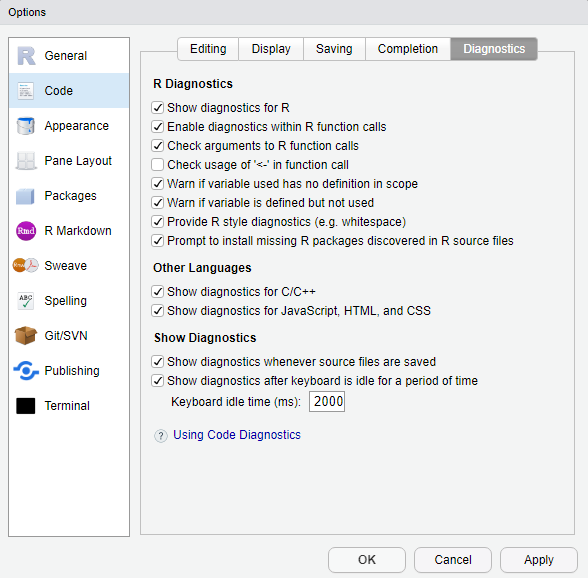 Options
R General
Code
Appearance
Pane Layout
Packages
Rmd R Markdown
Sweave
ABC Spelling
Git/SVN
Publishing
Terminal
Editing Display Saving Completion Diagnostics
R Diagnostics
Show diagnostics for R
Enable diagnostics within R function calls
Check arguments to R function calls
Check usage of '<-' in function call
Warn if variable used has no definition in scope
Warn if variable is defined but not used
Provide R style diagnostics (e.g. whitespace)
Prompt to install missing R packages discovered in R source files
Other Languages
Show diagnostics for C/C++
Show diagnostics for JavaScript, HTML, and CSS
Show Diagnostics
Show diagnostics whenever source files are saved
Show diagnostics after keyboard is idle for a period of time
Keyboard idle time (ms): 2000
? Using Code Diagnostics
OK Cancel Apply